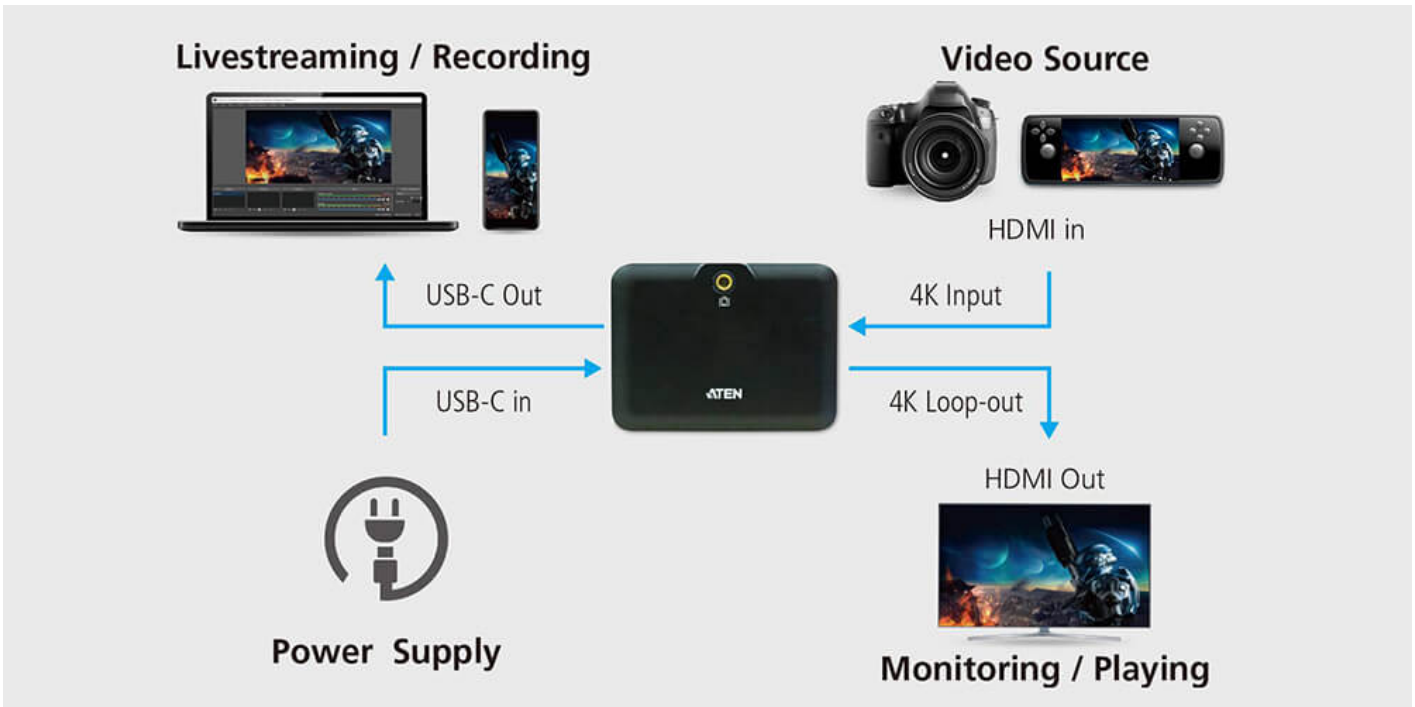 Livestreaming / Recording
Video Source
HDMI in
USB-C Out
4K Input
ATEN
USB-C in
4K Loop-out
HDMI Out
Power Supply
Monitoring / Playing